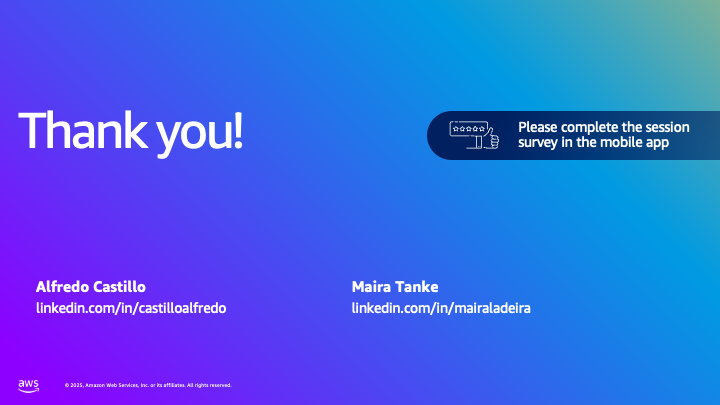 Thank you!
Please complete the session
survey in the mobile app
Alfredo Castillo
linkedin.com/in/castilloalfredo
Maira Tanke
linkedin.com/in/mairaladeira
aws
© 2025, Amazon Web Services, Inc. or its affiliates. All rights reserved.